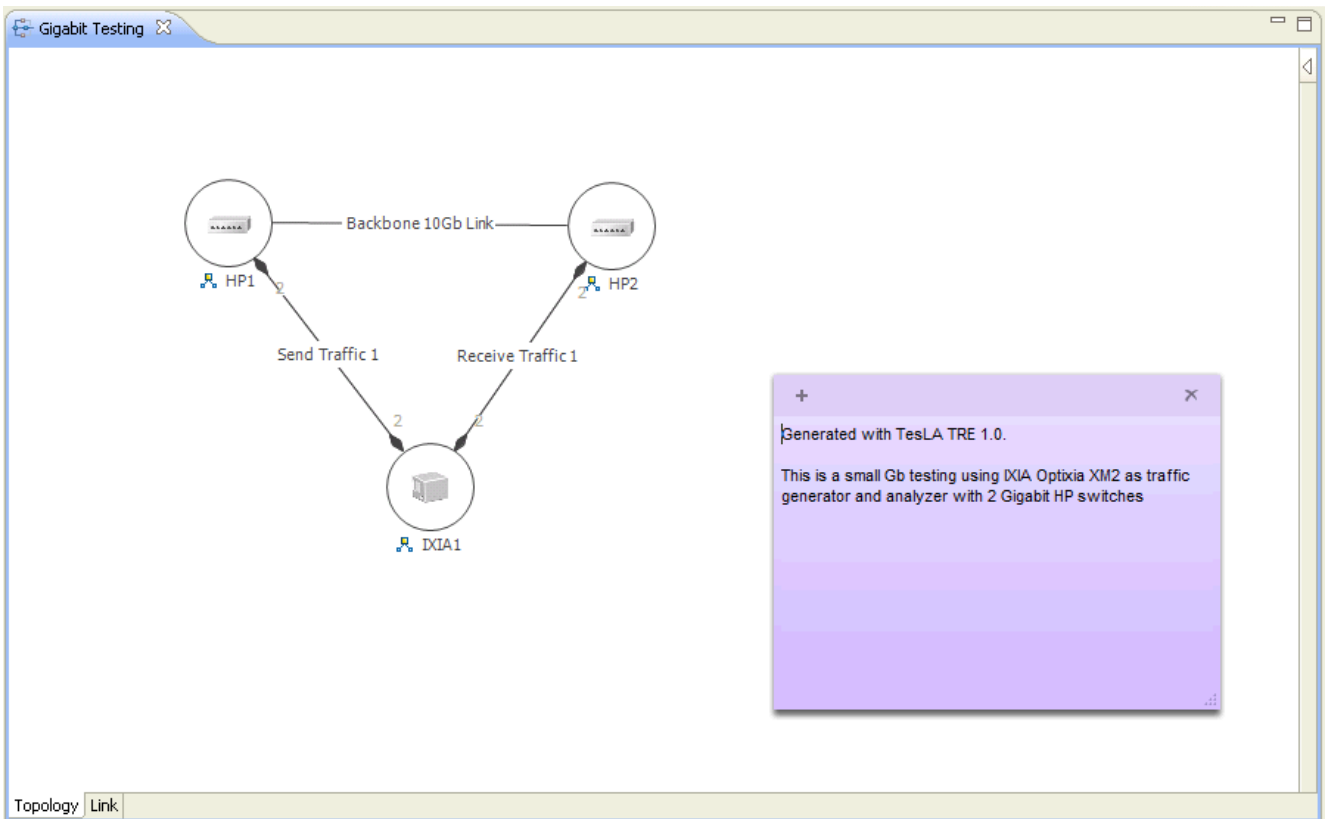 Gigabit Testing
Backbone 10Gb Link
HP1
HP2
2
2
Send Traffic 1
Receive Traffic 1
2
2
IXIA1
Generated with TesLA TRE 1.0.
This is a small Gb testing using IXIA Optixia XM2 as traffic
generator and analyzer with 2 Gigabit HP switches
Topology
Link